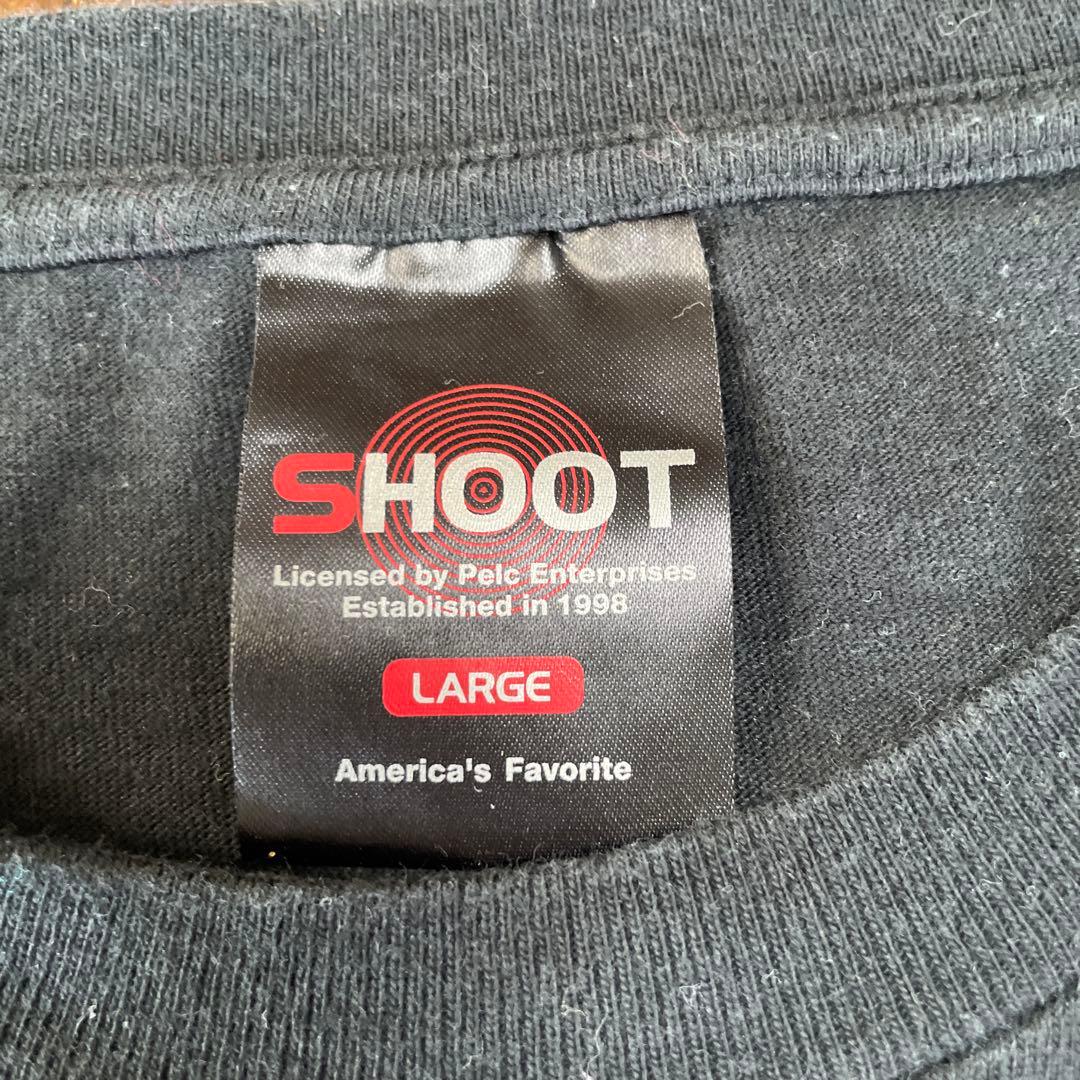 SHOOT
Licensed by Pelc Enterprises
Established in 1998
LARGE
America's Favorite